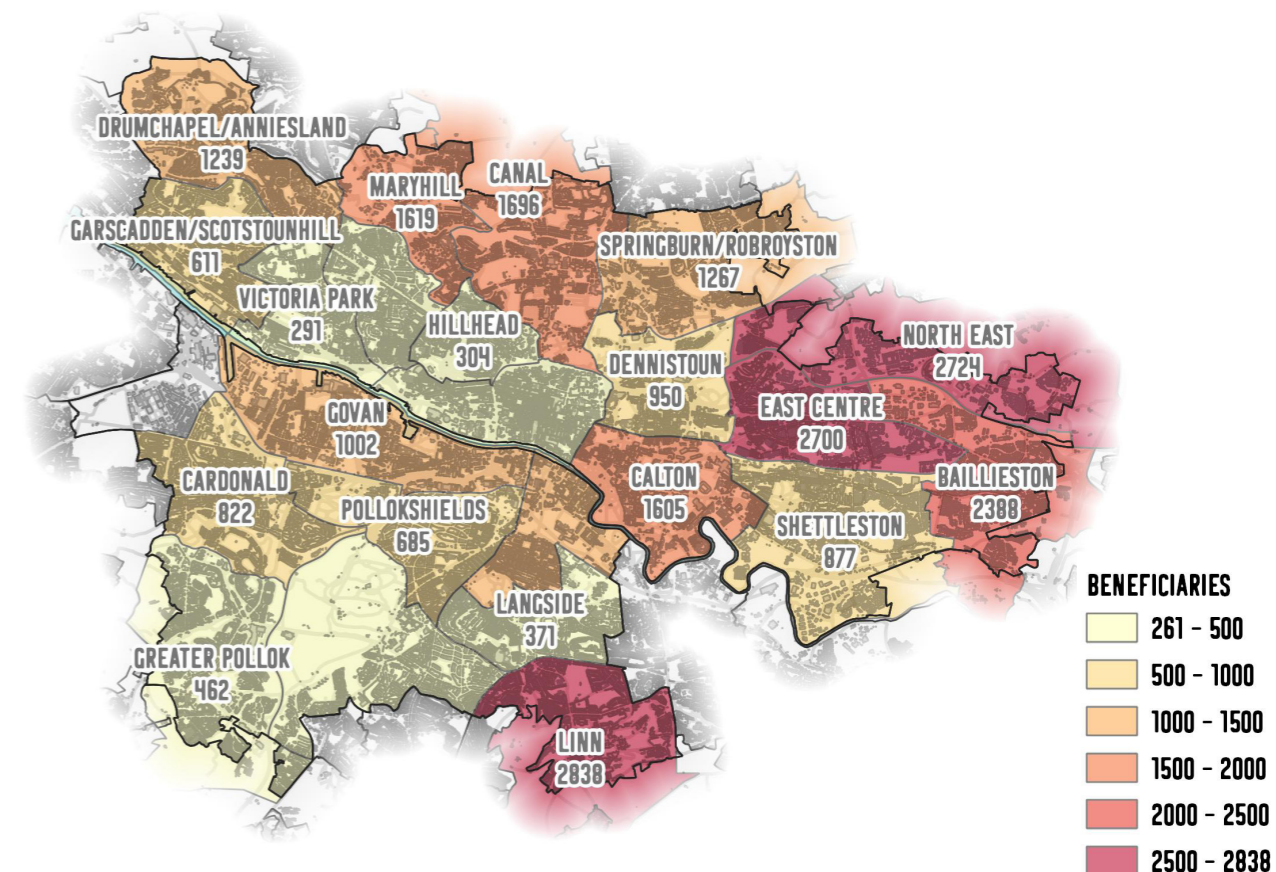 DRUMCHAPEL/ANNIESLAND
1239
MARYHILL
1619
CANAL
1696
GARSCADDEN/SCOTSTOUNHILL
611
SPRINGBURN/ROBROYSTON
1267
VICTORIA PARK
291
HILLHEAD
304
NORTH EAST
2724
DENNISTOUN
950
EAST CENTRE
2700
GOVAN
1002
CARDONALD
822
POLLOKSHIELDS
685
CALTON
1605
BAILLIESTON
2388
SHETTLESTON
877
LANGSIDE
371
GREATER POLLOK
462
LINN
2838
BENEFICIARIES
261 - 500
500 - 1000
1000 - 1500
1500 - 2000
2000 - 2500
2500 - 2838